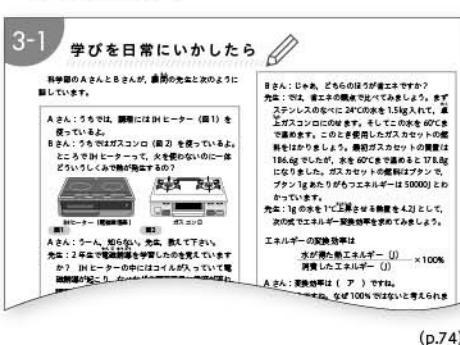 3-1
学びを日常にいかしたら
科学部のAさんとBさんが，顧問の先生と次のように
話しています。
Aさん：うちでは，調理にはIHヒーター（図1）を
使っているよ。
Bさん：うちではガスコンロ（図2）を使っているよ。
ところでIHヒーターって，火を使わないのに一体
どういうしくみで熱が発生するの？
IHヒーター（電磁調理器）
図1
ガスコンロ
図2
Aさん：うーん，知らない。先生，教えて下さい。
先生：2年生で電磁誘導を学習したのを覚えています
か？　IHヒーターの中にはコイルが入っていて電
磁誘導が起こり，
Bさん：じゃあ，どちらのほうが省エネですか？
先生：では，省エネの観点で比べてみましょう。まず
ステンレスのなべに24℃の水を1.5kg入れて，卓
上ガスコンロにのせます。そしてこの水を60℃ま
で温めます。このとき使用したガスカセットの燃
料をはかりましょう。最初ガスカセットの質量は
186.6gでしたが，水を60℃まで温めると178.8g
になりました。ガスカセットの燃料はブタンで，
ブタン1gあたりがもつエネルギーは50000Jとわ
かっています。
先生：1gの水を1℃上昇させる熱量を4.2Jとして，
次の式でエネルギー変換効率を求めてみましょう。
エネルギーの変換効率は
水が得た熱エネルギー（J）
消費したエネルギー（J）
×100%
Aさん：変換効率は（　ア　）ですね。
ですね。なぜ100%ではないと考えられま
(p.74)